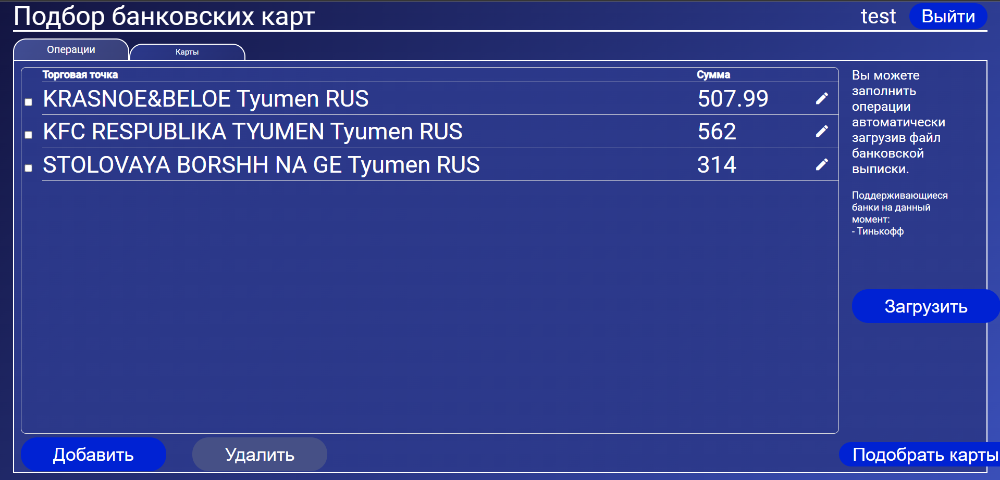 Подбор банковских карт
test
Выйти
Операции
Карты
Торговая точка Сумма
KRASNOE&BELOE Tyumen RUS 507.99
KFC RESPUBLIKA TYUMEN Tyumen RUS 562
STOLOVAYA BORSHH NA GE Tyumen RUS 314
Вы можете
заполнить
операции
автоматически
загрузив файл
банковской
выписки.
Поддерживающиеся
банки на данный
момент:
- Тинькофф
Загрузить
Добавить
Удалить
Подобрать карты